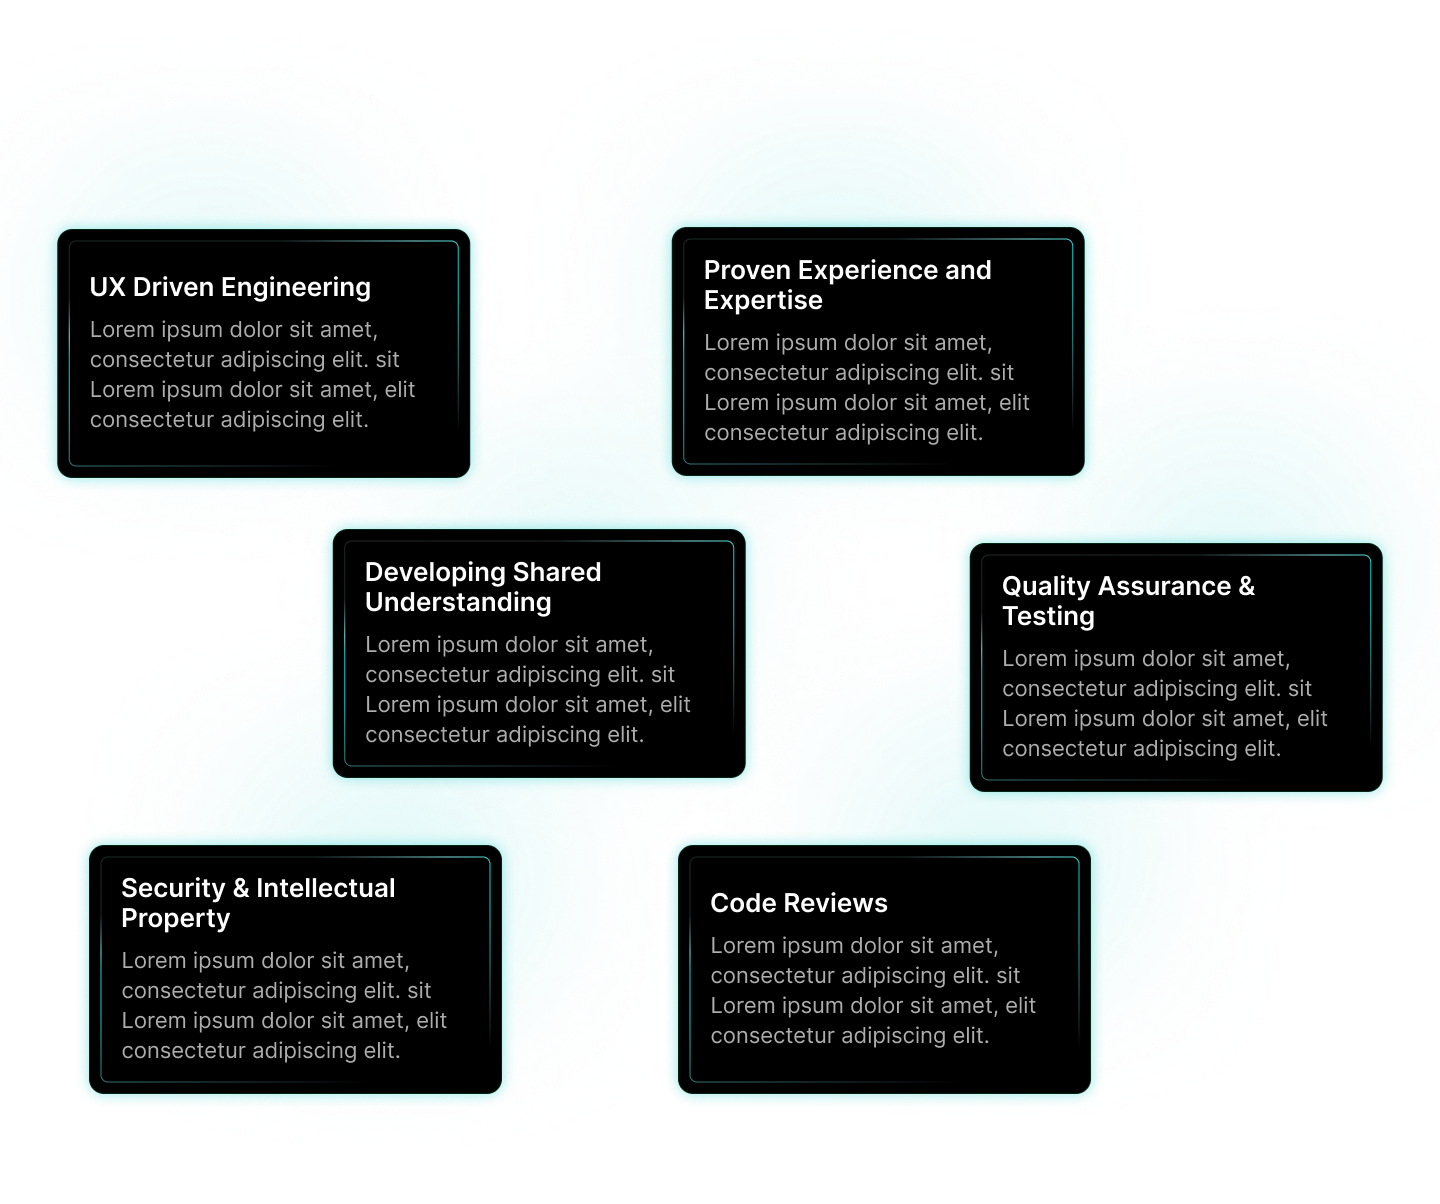 UX Driven Engineering
Lorem ipsum dolor sit amet,
consectetur adipiscing elit. sit
Lorem ipsum dolor sit amet, elit
consectetur adipiscing elit.
Proven Experience and
Expertise
Lorem ipsum dolor sit amet,
consectetur adipiscing elit. sit
Lorem ipsum dolor sit amet, elit
consectetur adipiscing elit.
Developing Shared
Understanding
Lorem ipsum dolor sit amet,
consectetur adipiscing elit. sit
Lorem ipsum dolor sit amet, elit
consectetur adipiscing elit.
Quality Assurance &
Testing
Lorem ipsum dolor sit amet,
consectetur adipiscing elit. sit
Lorem ipsum dolor sit amet, elit
consectetur adipiscing elit.
Security & Intellectual
Property
Lorem ipsum dolor sit amet,
consectetur adipiscing elit. sit
Lorem ipsum dolor sit amet, elit
consectetur adipiscing elit.
Code Reviews
Lorem ipsum dolor sit amet,
consectetur adipiscing elit. sit
Lorem ipsum dolor sit amet, elit
consectetur adipiscing elit.